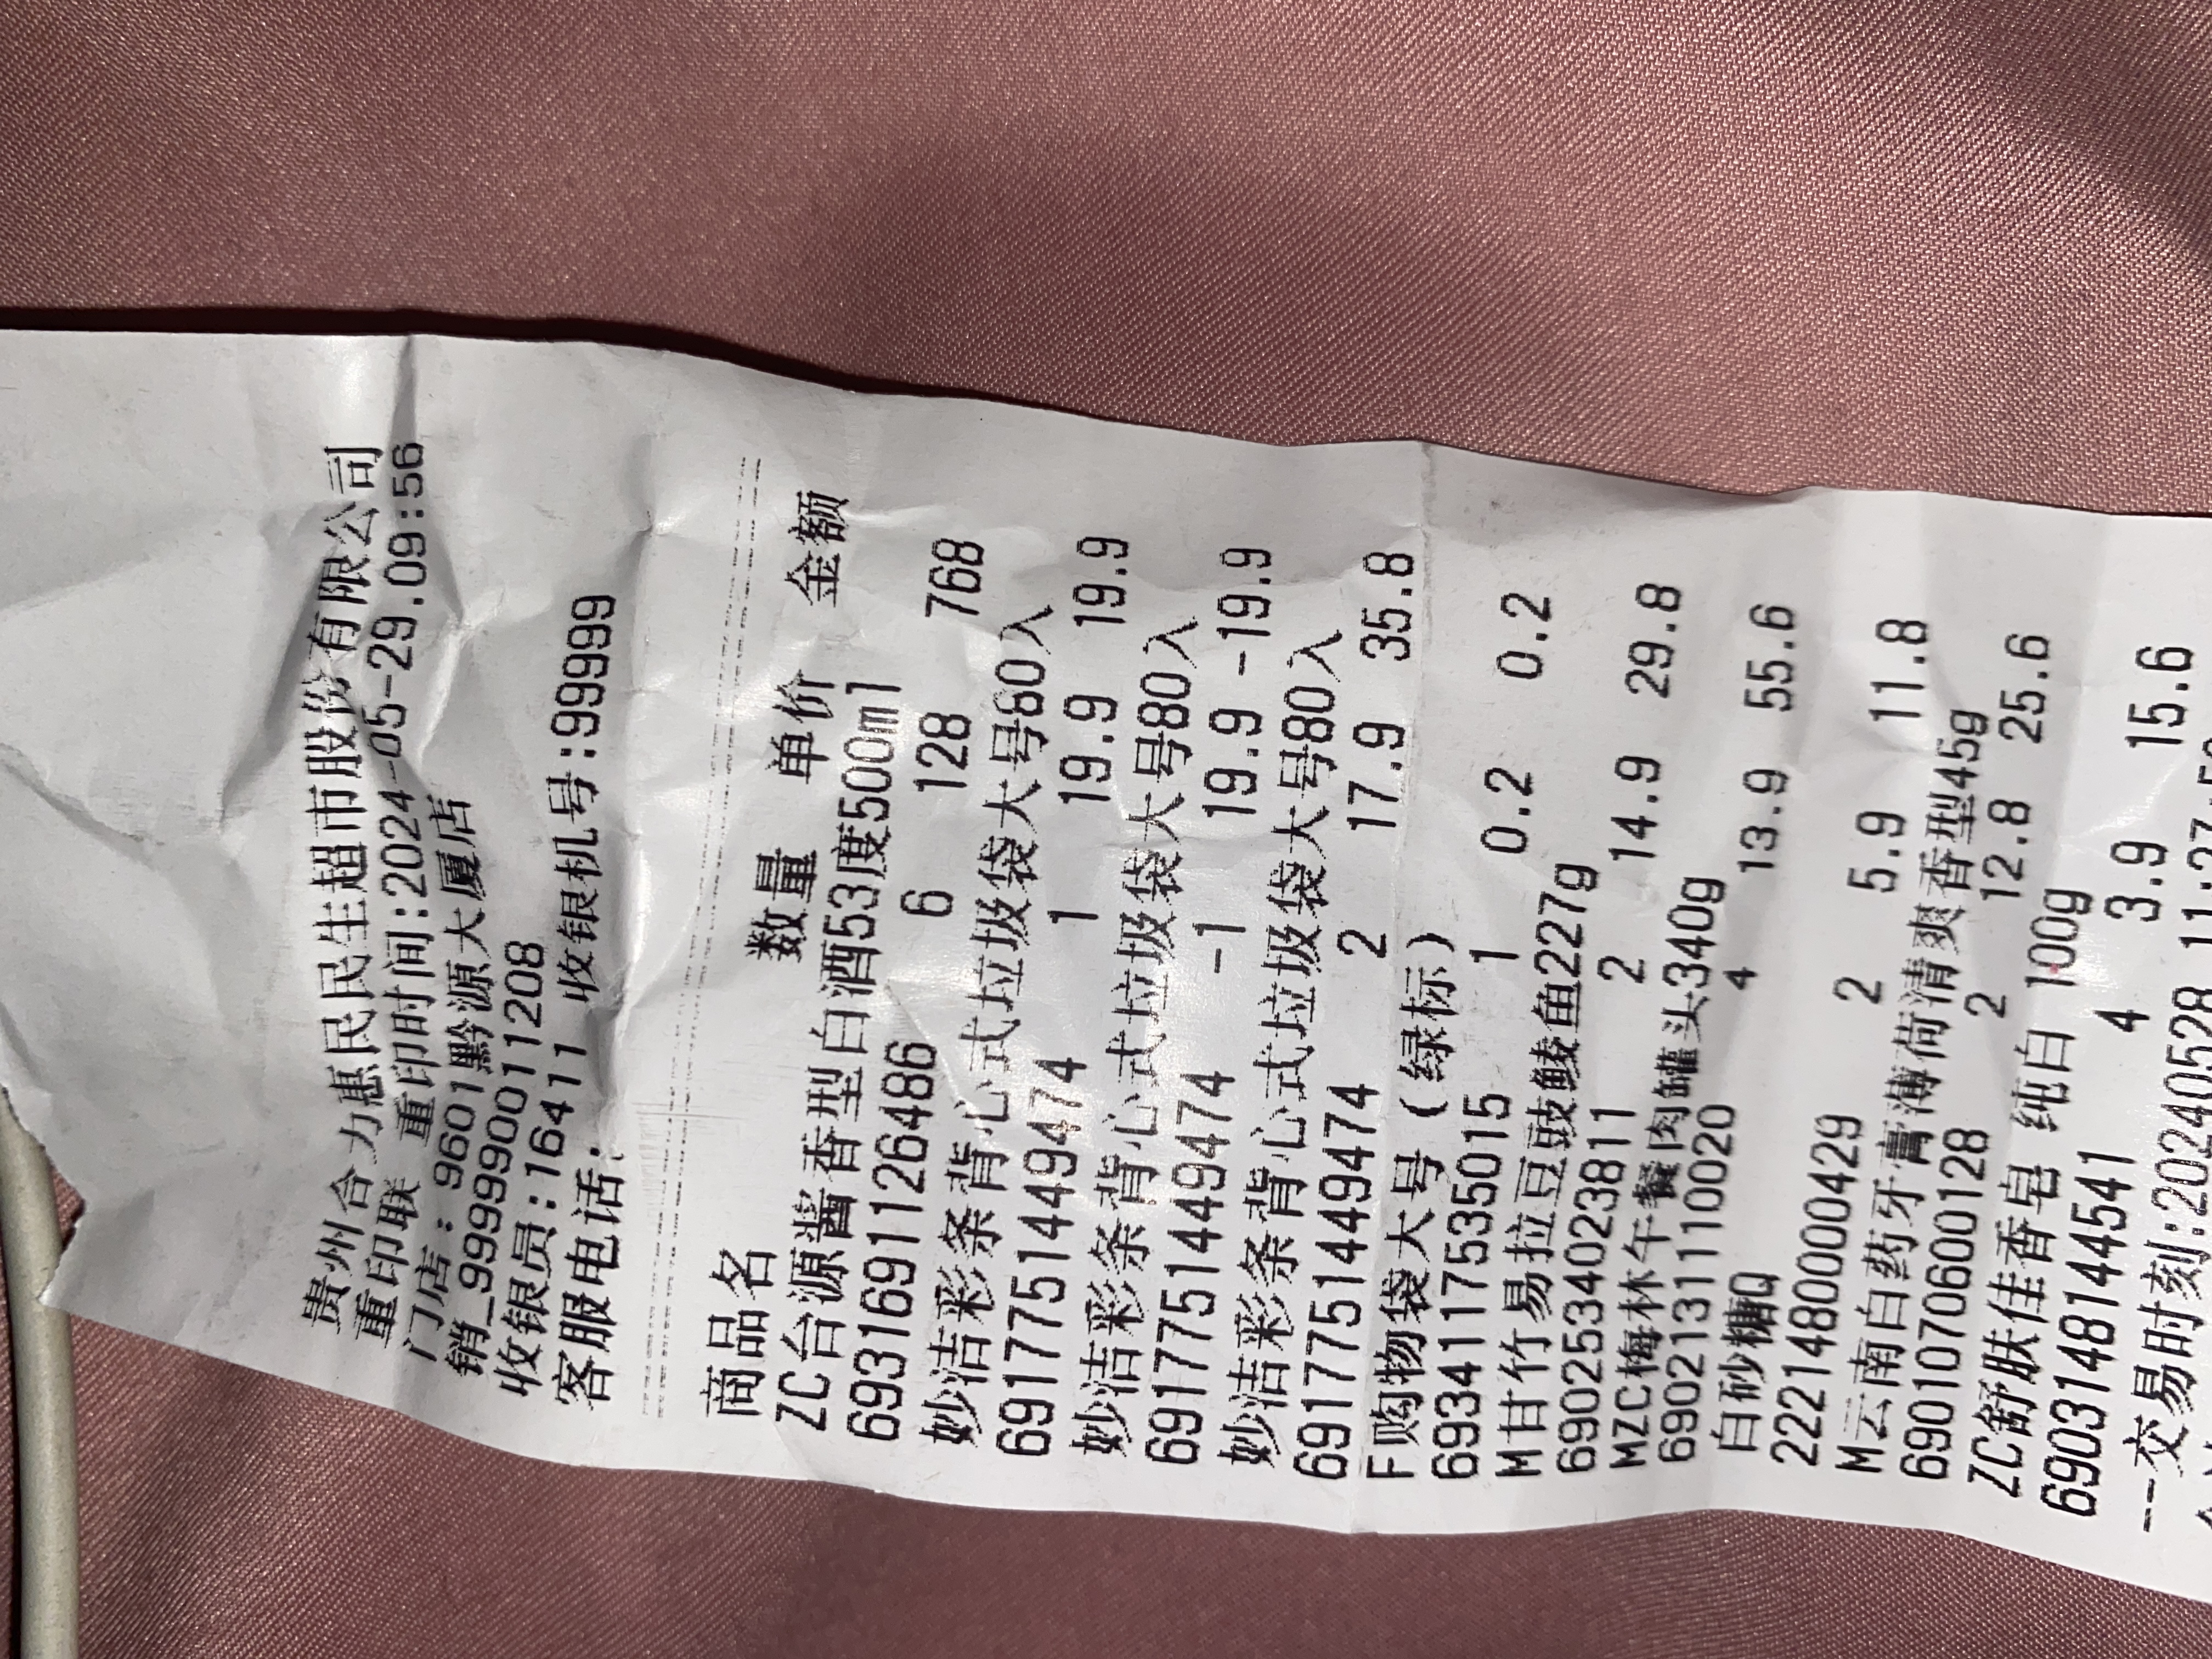 贵州合力惠民民生超市股份有限公司
重印联 重印时间:2024-05-29.09:56
门店: 9601黔源大厦店
销_9999990011208
收银员:16411 收银机号:99999
客服电话:
商品名 数量 单价 金额
ZC台源酱香型白酒53度500ml
6931691126486 6 128 768
妙洁彩条背心式垃圾袋大号80入
6917751449474 1 19.9 19.9
妙洁彩条背心式垃圾袋大号80入
6917751449474 -1 19.9 -19.9
妙洁彩条背心式垃圾袋大号80入
6917751449474 2 17.9 35.8
F购物袋大号(绿标)
6934117535015 1 0.2 0.2
M甘竹易拉豆豉鲮鱼227g
6902534023811 2 14.9 29.8
MZC梅林午餐肉罐头340g
6902131110020 4 13.9 55.6
白砂糖Q
2221480000429 2 5.9 11.8
M云南白药牙膏薄荷清爽香型45g
6901070600128 2 12.8 25.6
ZC舒肤佳香皂 纯白 100g
6903148144541 4 3.9 15.6
--交易时刻:20240528 11:27:5